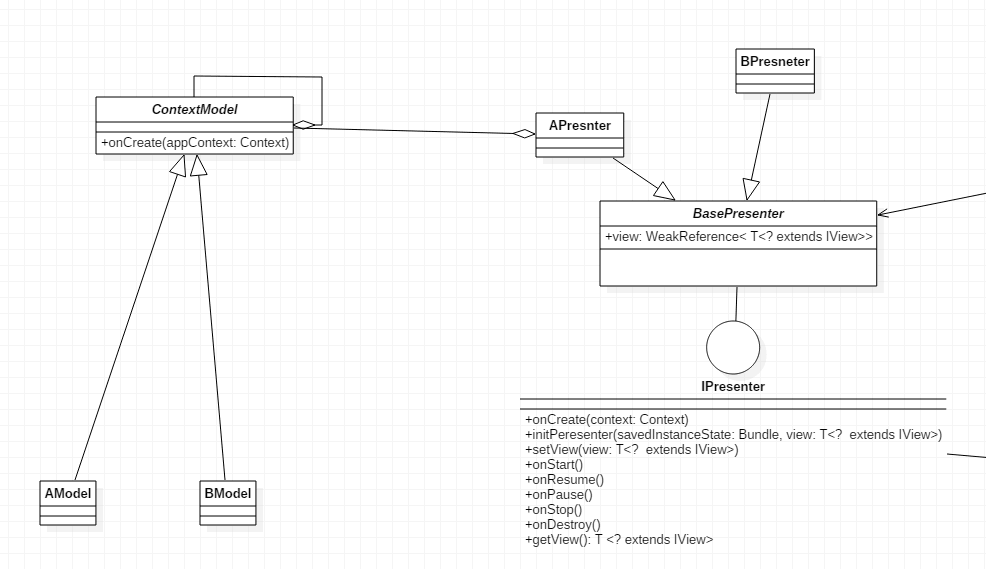 BPresneter
ContextModel
+onCreate(appContext: Context)
APresnter
BasePresenter
+view: WeakReference< T<? extends IView>>
IPresenter
+onCreate(context: Context)
+initPeresenter(savedInstanceState: Bundle, view: T<?  extends IView>)
+setView(view: T<?  extends IView>)
+onStart()
+onResume()
+onPause()
+onStop()
+onDestroy()
+getView(): T <? extends IView>
AModel
BModel